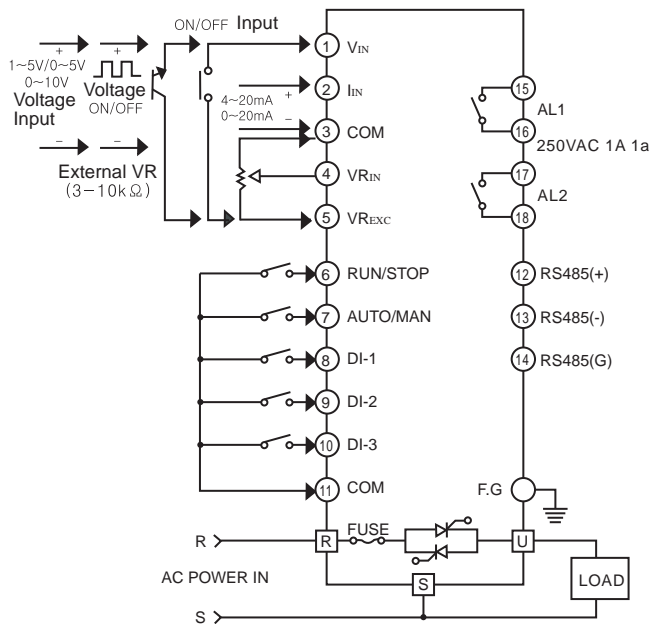 ON/OFF Input
+
+
1~5V/0~5V
0~10V
Voltage
Input
Voltage
ON/OFF
−
−
External VR
(3−10kΩ)
4~20mA +
0~20mA −
1 VIN
2 IIN
3 COM
4 VRIN
5 VREXC
6 RUN/STOP
7 AUTO/MAN
8 DI-1
9 DI-2
10 DI-3
11 COM
15
AL1
16
250VAC 1A 1a
17
AL2
18
12 RS485(+)
13 RS485(-)
14 RS485(G)
F.G
R
R
FUSE
U
AC POWER IN
S
LOAD
S